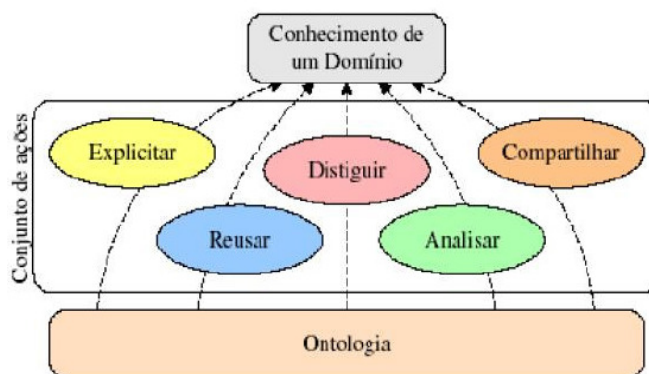 Conhecimento de
um Domínio
Conjunto de ações
Explicitar
Distiguir
Compartilhar
Reusar
Analisar
Ontologia